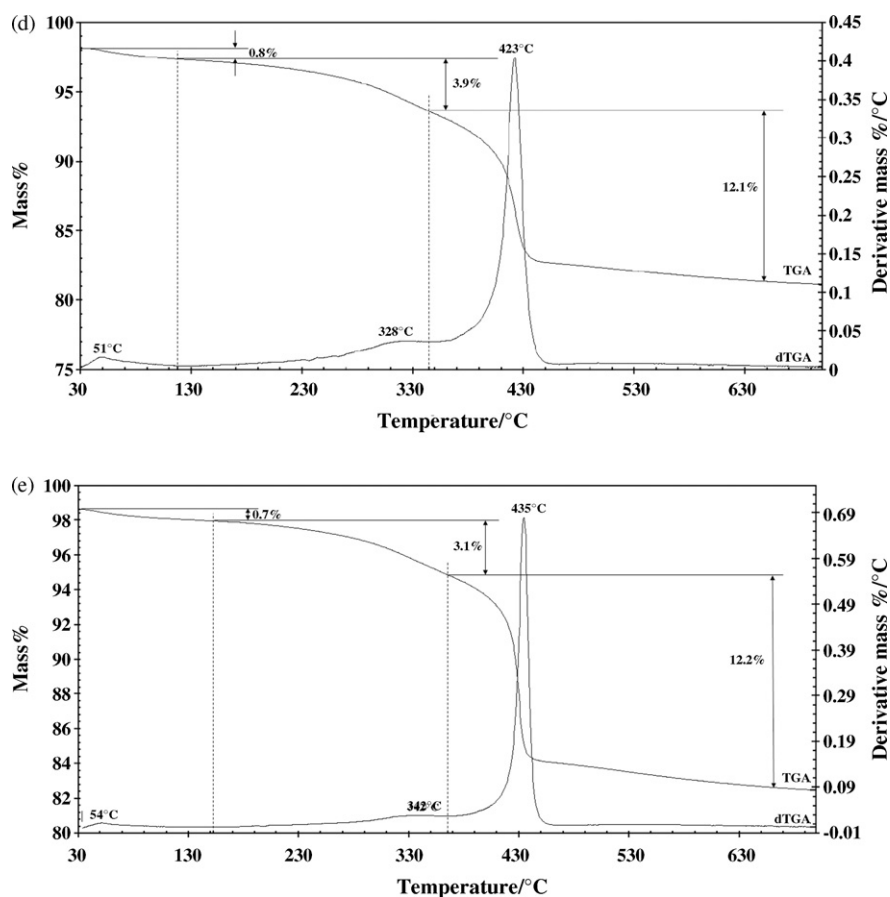 (d)
100
95
90
85
80
75
Mass%
0.45
0.4
0.35
0.3
0.25
0.2
0.15
0.1
0.05
0
Derivative mass %/°C
0.8%
3.9%
423°C
12.1%
TGA
51°C
328°C
dTGA
30 130 230 330 430 530 630
Temperature/°C
(e)
100
98
96
94
92
90
88
86
84
82
80
Mass%
0.69
0.59
0.49
0.39
0.29
0.19
0.09
-0.01
Derivative mass %/°C
0.7%
3.1%
435°C
12.2%
TGA
54°C
342°C
dTGA
30 130 230 330 430 530 630
Temperature/°C